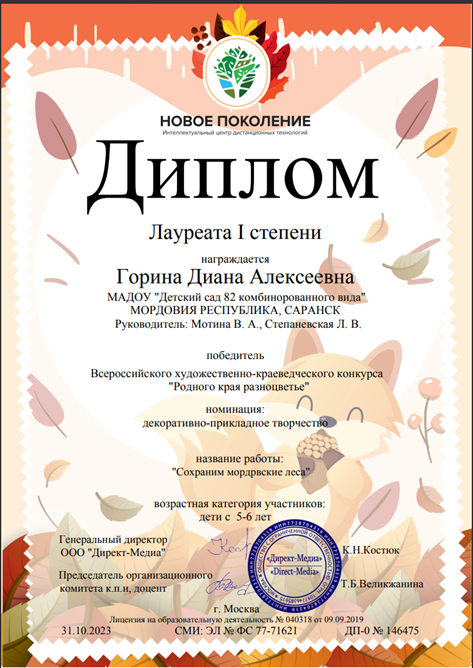 НОВОЕ ПОКОЛЕНИЕ
Интеллектуальный центр дистанционных технологий
Диплом
Лауреата I степени
награждается
Горина Диана Алексеевна
МАДОУ "Детский сад 82 комбинорованного вида"
МОРДОВИЯ РЕСПУБЛИКА, САРАНСК
Руководитель: Мотина В. А., Степаневская Л. В.
победитель
Всероссийского художественно-краеведческого конкурса
"Родного края разноцветье"
номинация:
декоративно-прикладное творчество
название работы:
"Сохраним мордрвские леса"
возрастная категория участников:
дети с 5-6 лет
Генеральный директор
ООО "Директ-Медиа"
К.Н.Костюк
«Директ-Медиа»
«Direct-Media»
Председатель организационного
комитета к.п.н, доцент
Т.Б.Великжанина
г. Москва
Лицензия на образовательную деятельность № 040318 от 09.09.2019
31.10.2023 СМИ: ЭЛ № ФС 77-71621 ДП-0 № 146475